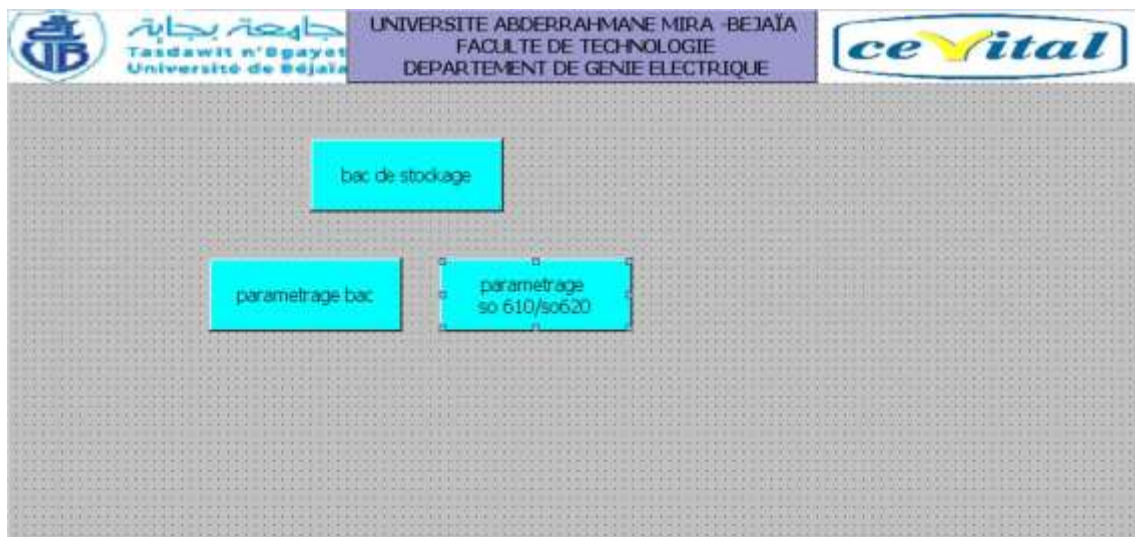 جامعة بجاية
Tasdawit n'Bgayet
Université de Béjaïa
UNIVERSITE ABDERRAHMANE MIRA -BEJAÏA
FACULTE DE TECHNOLOGIE
DEPARTEMENT DE GENIE ELECTRIQUE
cevital
bac de stockage
parametrage bac
parametrage
so 610/so620